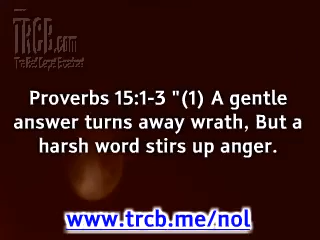 TRCB.com
Proverbs 15:1-3 "(1) A gentle
answer turns away wrath, But a
harsh word stirs up anger.
www.trcb.me/nol